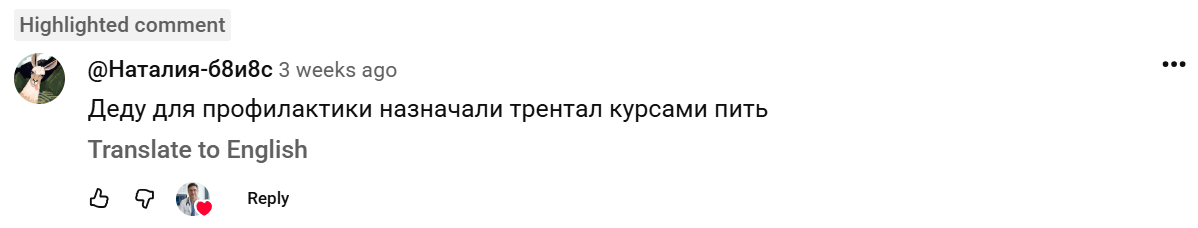 Highlighted comment
@Наталия-б8и8с 3 weeks ago
Деду для профилактики назначали трентал курсами пить
Translate to English
Reply